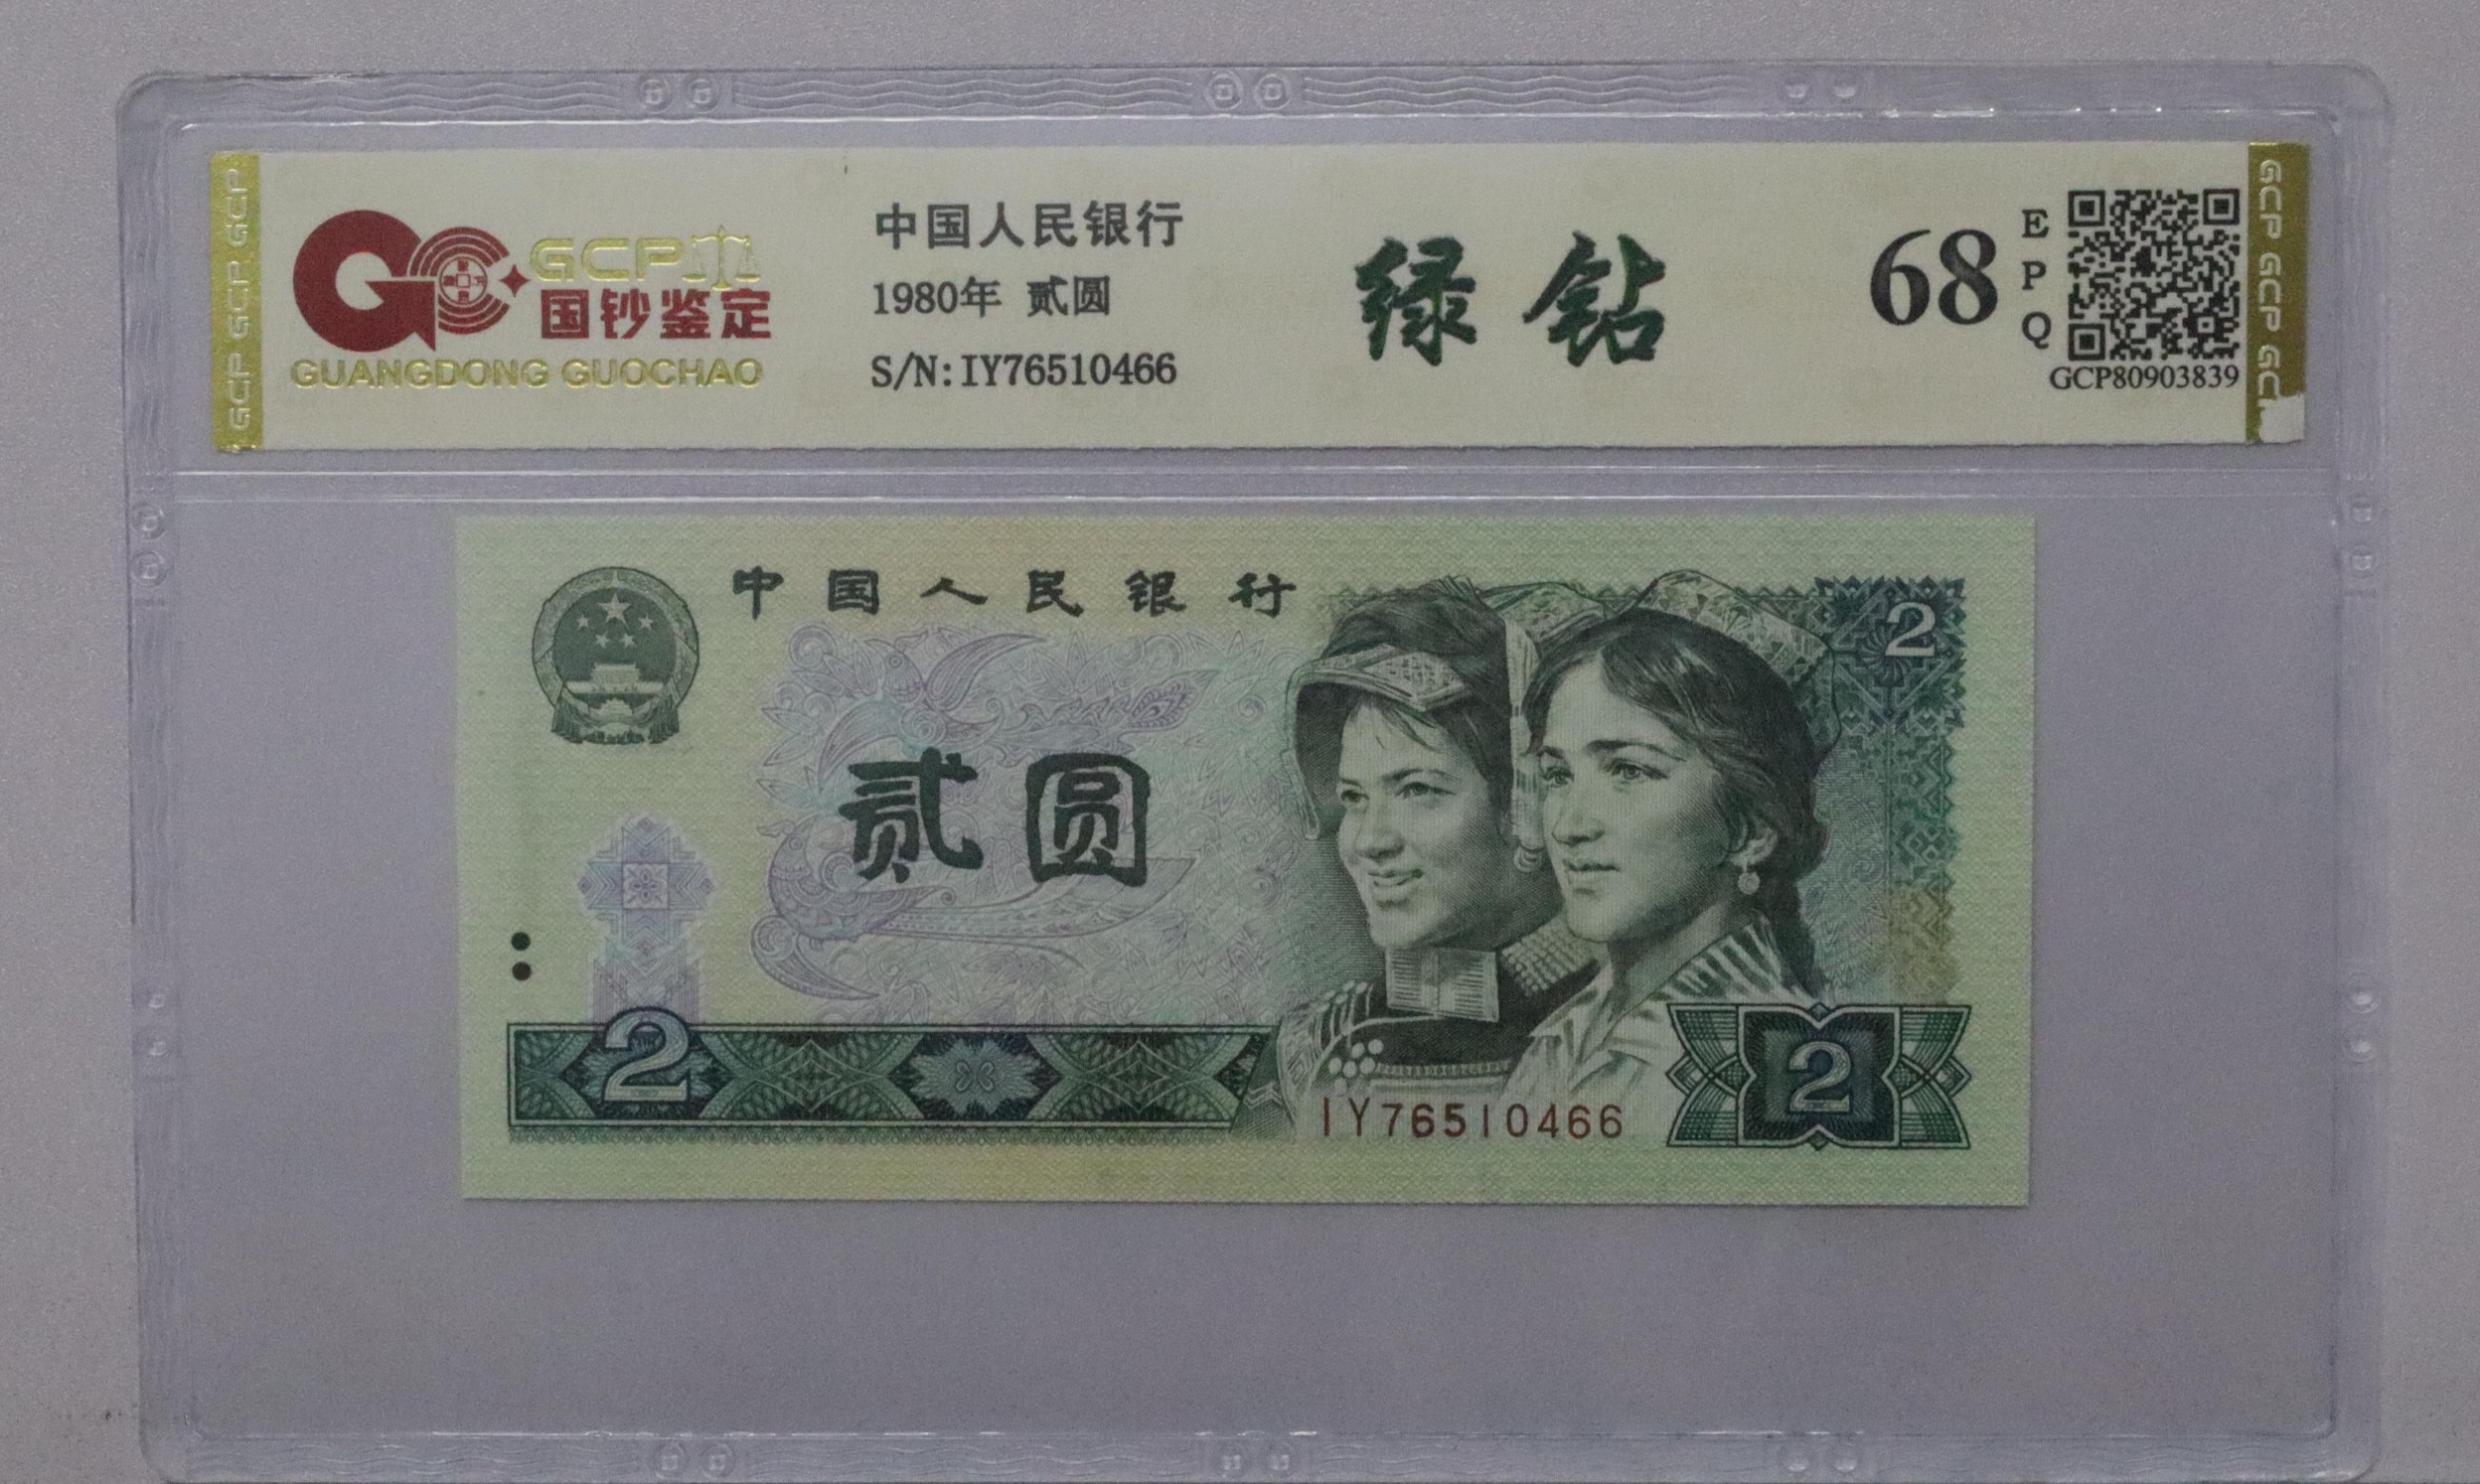 GCP GCP GCP GCP
GCP
国钞鉴定
GUANGDONG GUOCHAO
中国人民银行
1980年 贰圆
S/N: IY76510466
绿钻
68
E
P
Q
GCP80903839
GCP GCP GCP GC
中国人民银行
2
贰圆
2
2
IY76510466